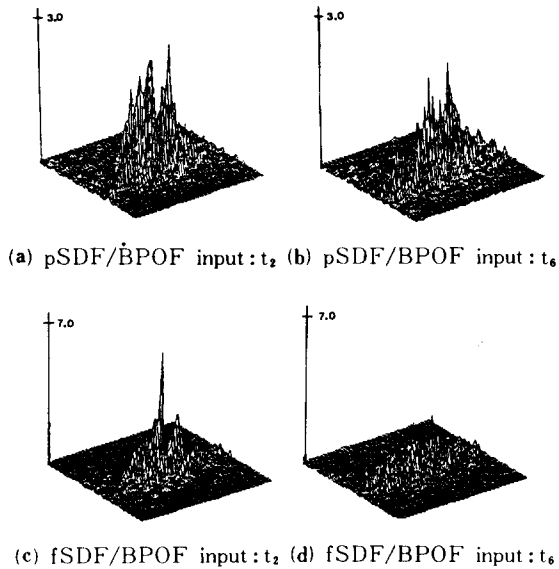 3.0
3.0
(a) pSDF/BPOF input : t₂ (b) pSDF/BPOF input : t₆
7.0
7.0
(c) fSDF/BPOF input : t₂ (d) fSDF/BPOF input : t₆